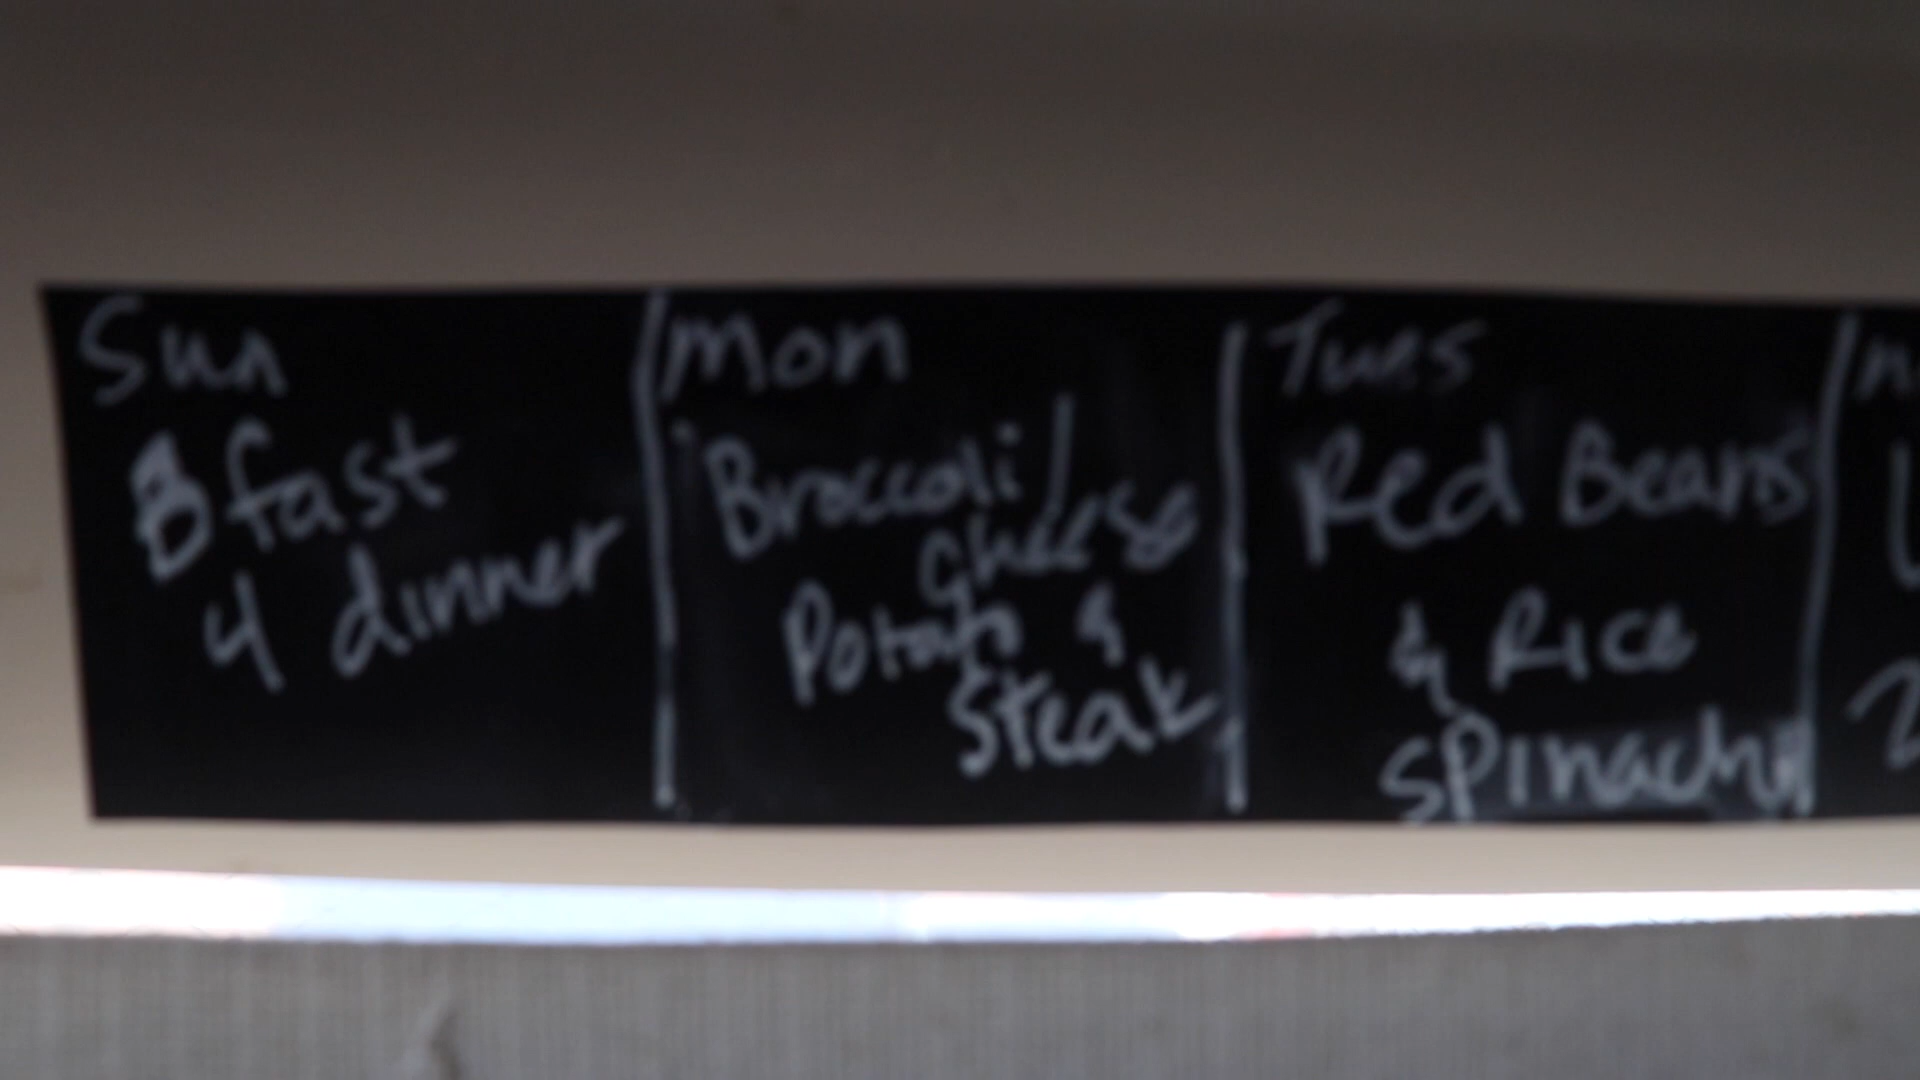 Sun
Bfast
4 dinner
Mon
Broccoli/
Cheese
Potato &
Steak
Tues
Red Beans
& Rice
Spinach